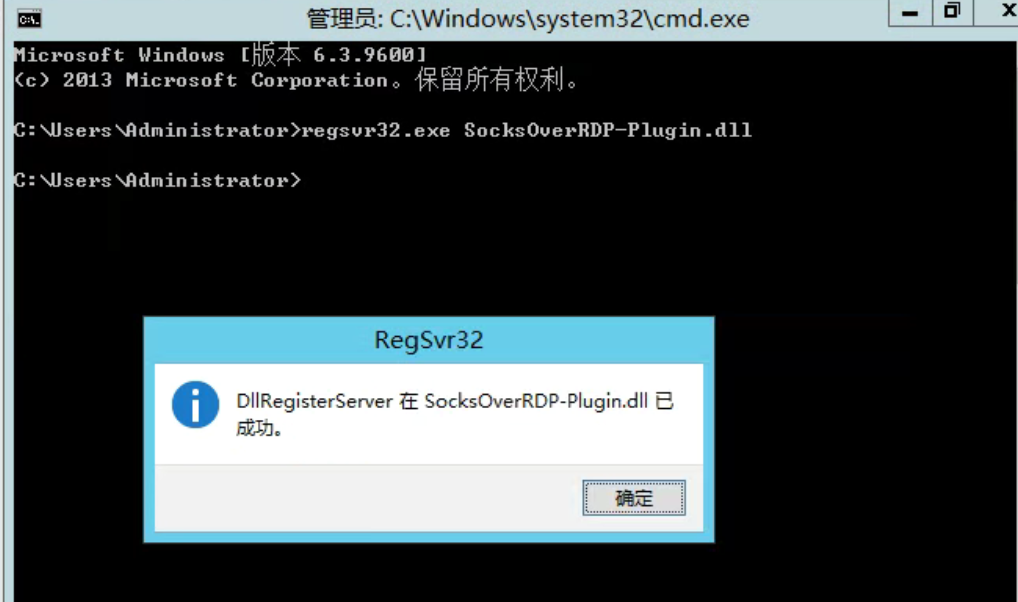 管理员: C:\Windows\system32\cmd.exe
Microsoft Windows [版本 6.3.9600]
(c) 2013 Microsoft Corporation。保留所有权利。
C:\Users\Administrator>regsvr32.exe SocksOverRDP-Plugin.dll
C:\Users\Administrator>
RegSvr32
DllRegisterServer 在 SocksOverRDP-Plugin.dll 已
成功。
确定